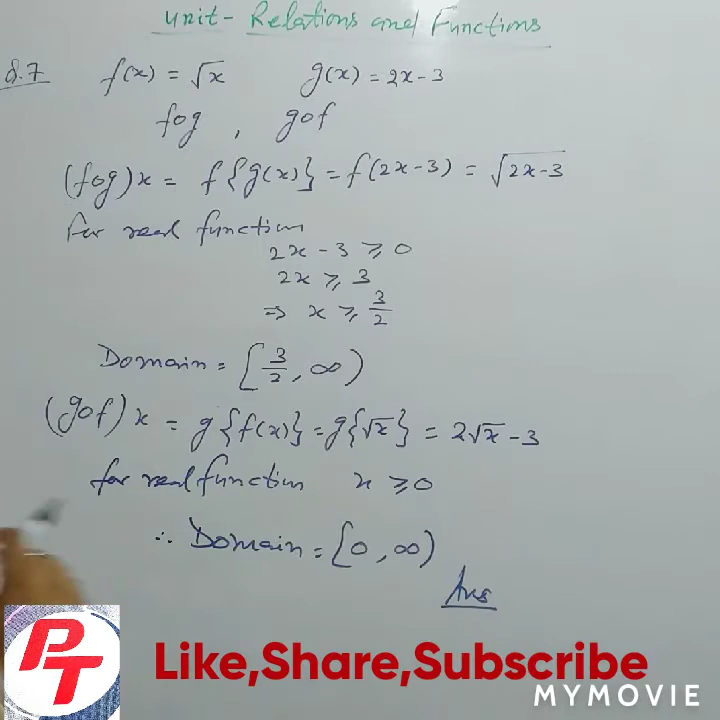 Unit- Relations and Functions
Q.7 f(x) = √x g(x) = 2x-3
fog , gof
(fog)x = f{g(x)} = f(2x-3) = √2x-3
for real function
2x-3 ≥ 0
2x ≥ 3
⇒ x ≥ 3/2
Domain = [3/2, ∞)
(gof)x = g{f(x)} = g{√x} = 2√x-3
for real function x ≥ 0
∴ Domain = [0, ∞)
Ans
PT
Like,Share,Subscribe
MYMOVIE